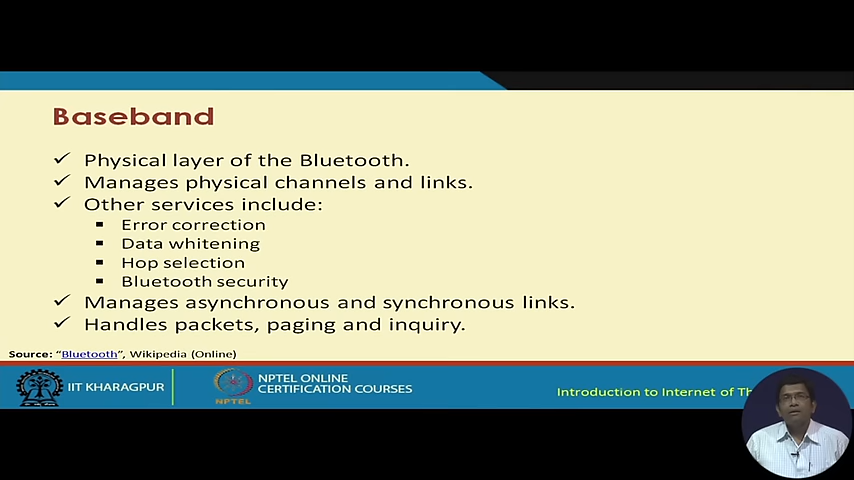 Baseband
✓ Physical layer of the Bluetooth.
✓ Manages physical channels and links.
✓ Other services include:
▪ Error correction
▪ Data whitening
▪ Hop selection
▪ Bluetooth security
✓ Manages asynchronous and synchronous links.
✓ Handles packets, paging and inquiry.
Source: “Bluetooth”, Wikipedia (Online)
IIT KHARAGPUR
NPTEL
NPTEL ONLINE
CERTIFICATION COURSES
Introduction to Internet of Th